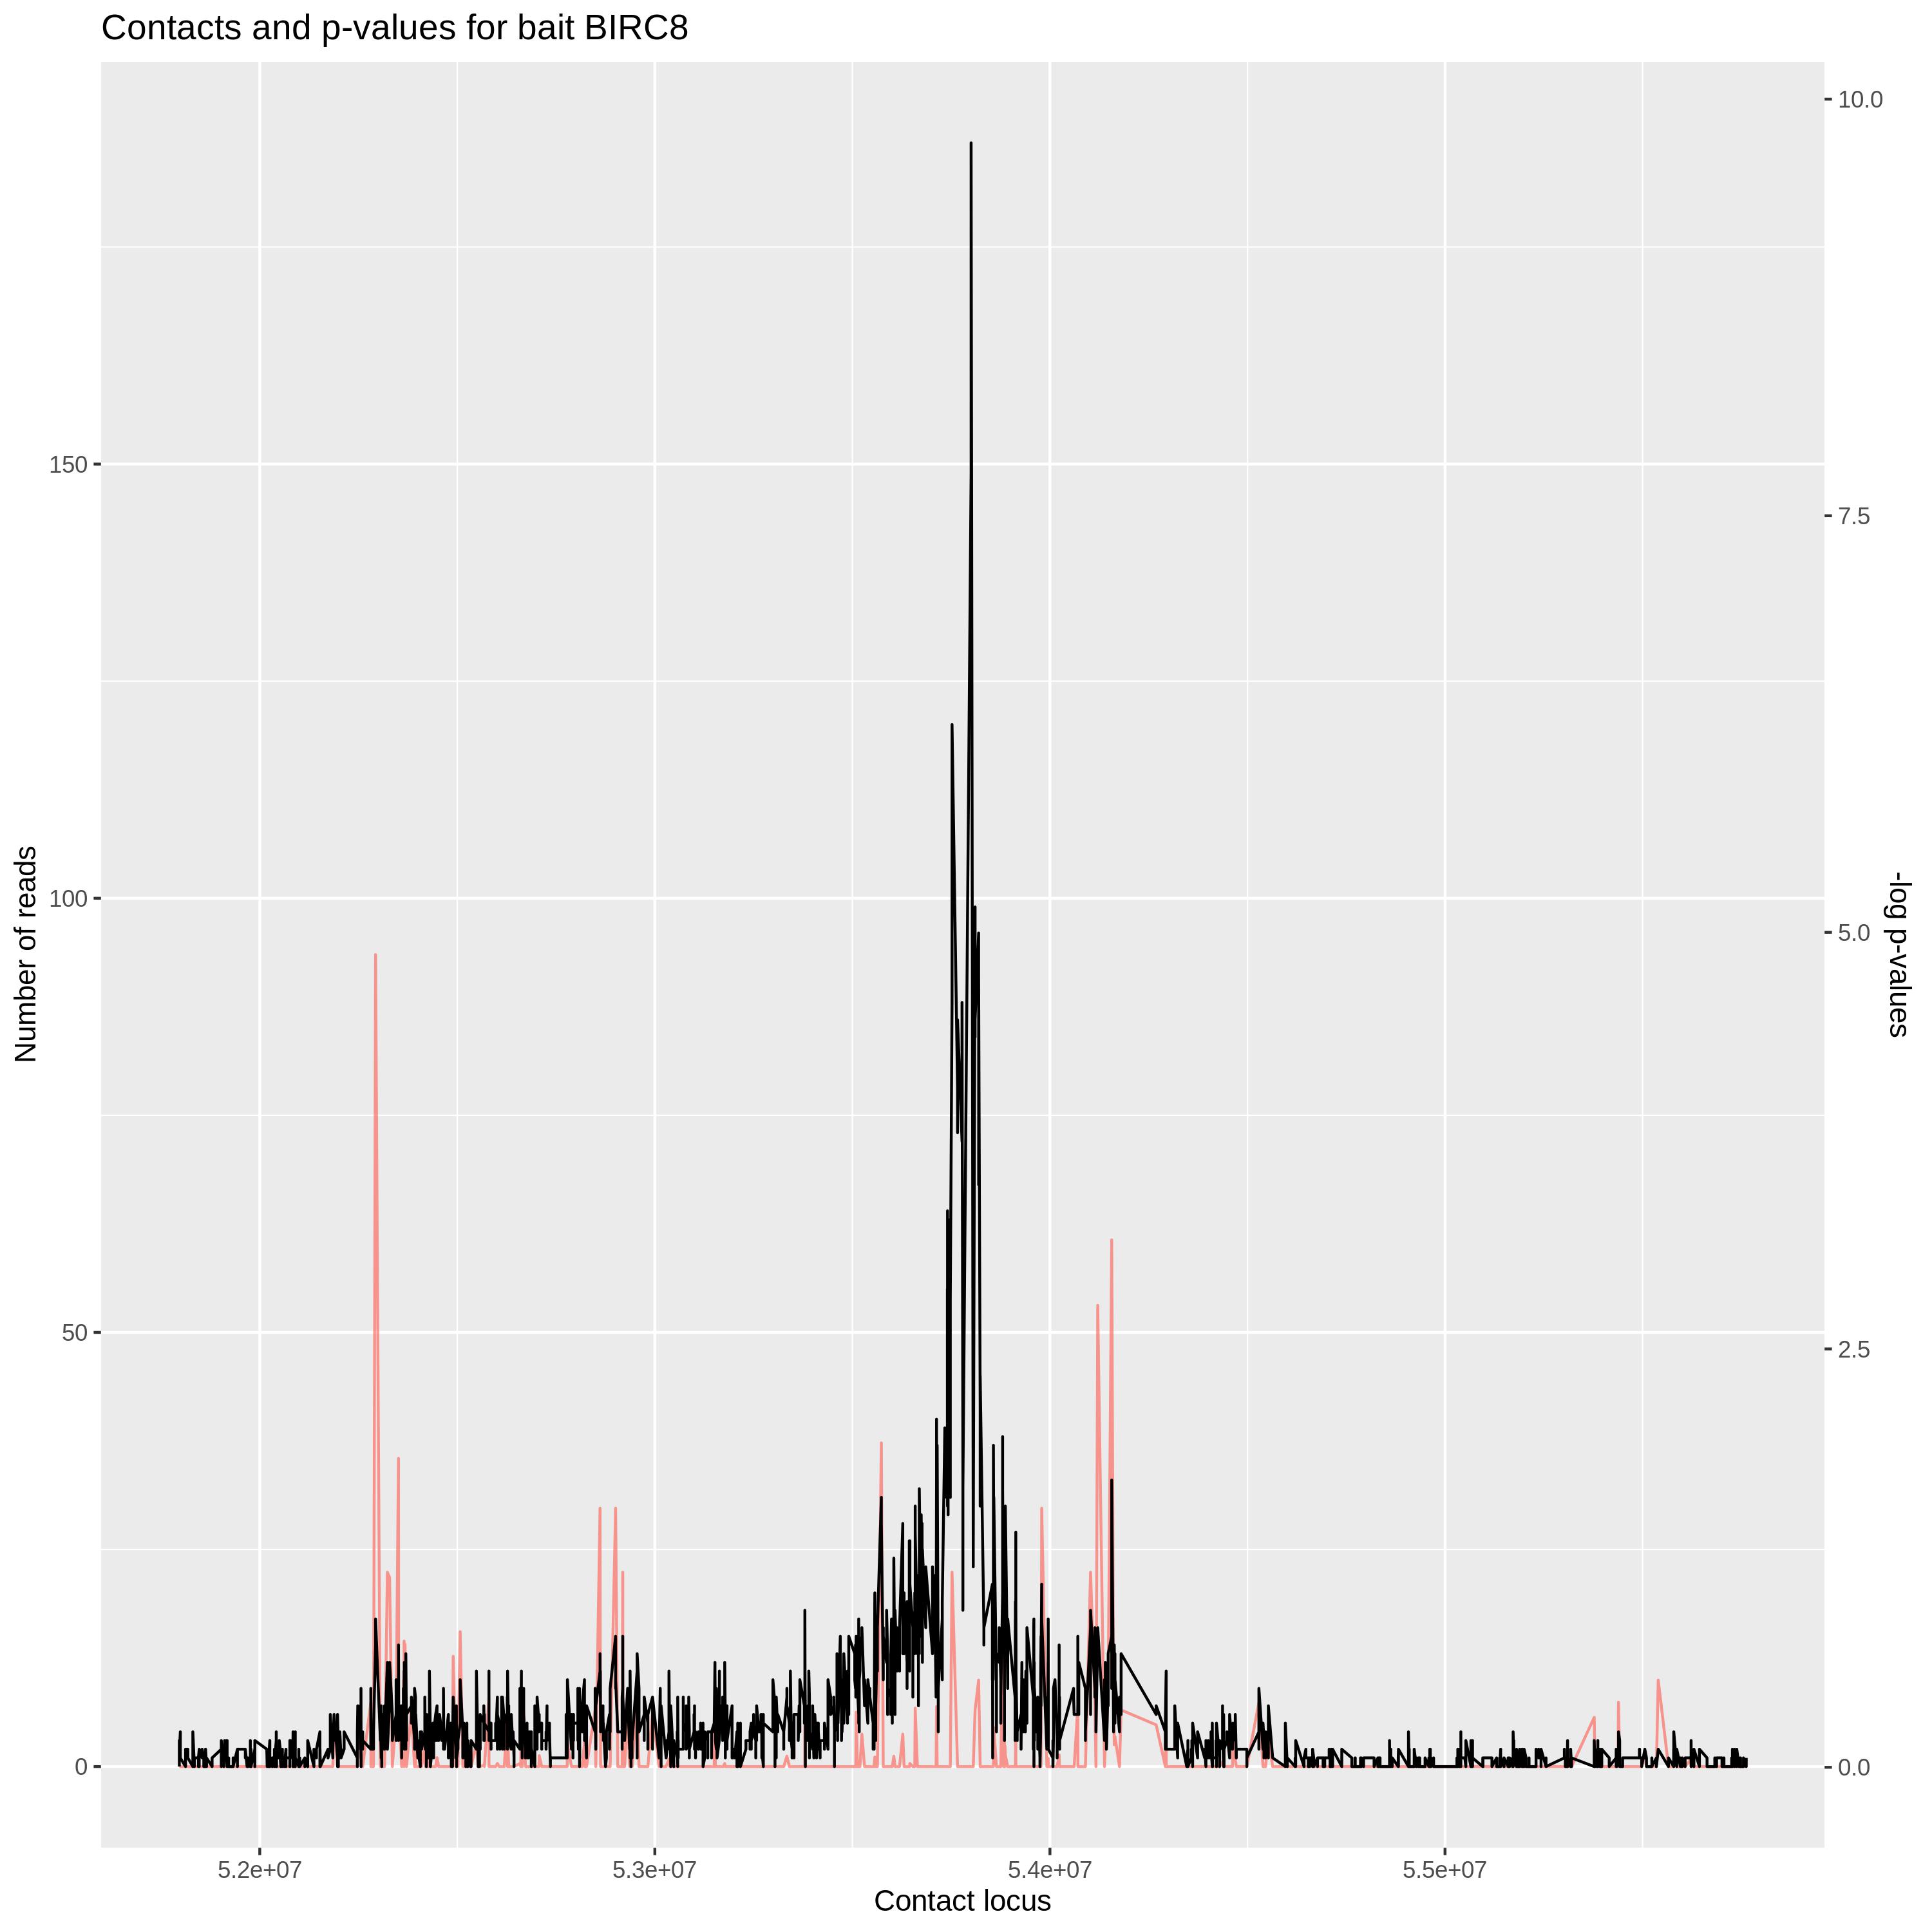 Contacts and p-values for bait BIRC8
Number of reads
150
100
50
0
10.0
7.5
5.0
2.5
0.0
-log p-values
5.2e+07
5.3e+07
5.4e+07
5.5e+07
Contact locus